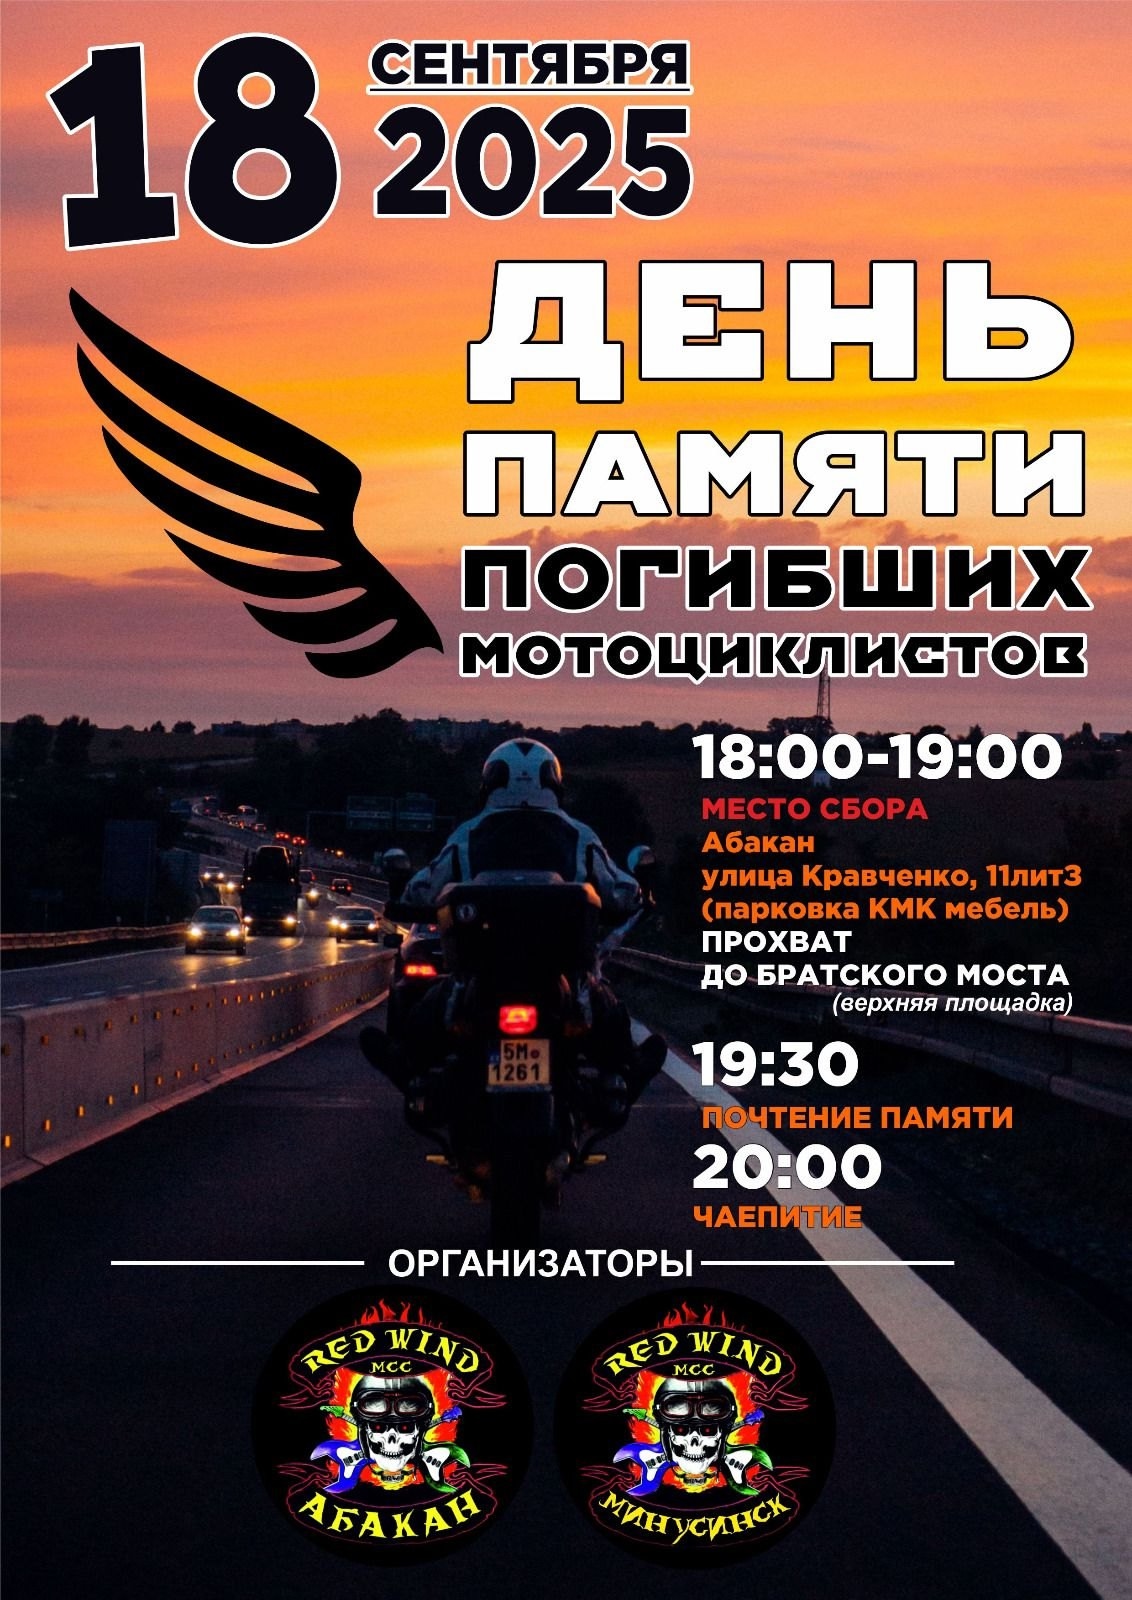 18
СЕНТЯБРЯ
2025
ДЕНЬ
ПАМЯТИ
ПОГИБШИХ
МОТОЦИКЛИСТОВ
18:00-19:00
МЕСТО СБОРА
Абакан
улица Кравченко, 11лит3
(парковка КМК мебель)
ПРОХВАТ
ДО БРАТСКОГО МОСТА
(верхняя площадка)
19:30
ПОЧТЕНИЕ ПАМЯТИ
20:00
ЧАЕПИТИЕ
5M
1261
ОРГАНИЗАТОРЫ
RED WIND
МСС
АБАКАН
RED WIND
МСС
МИНУСИНСК